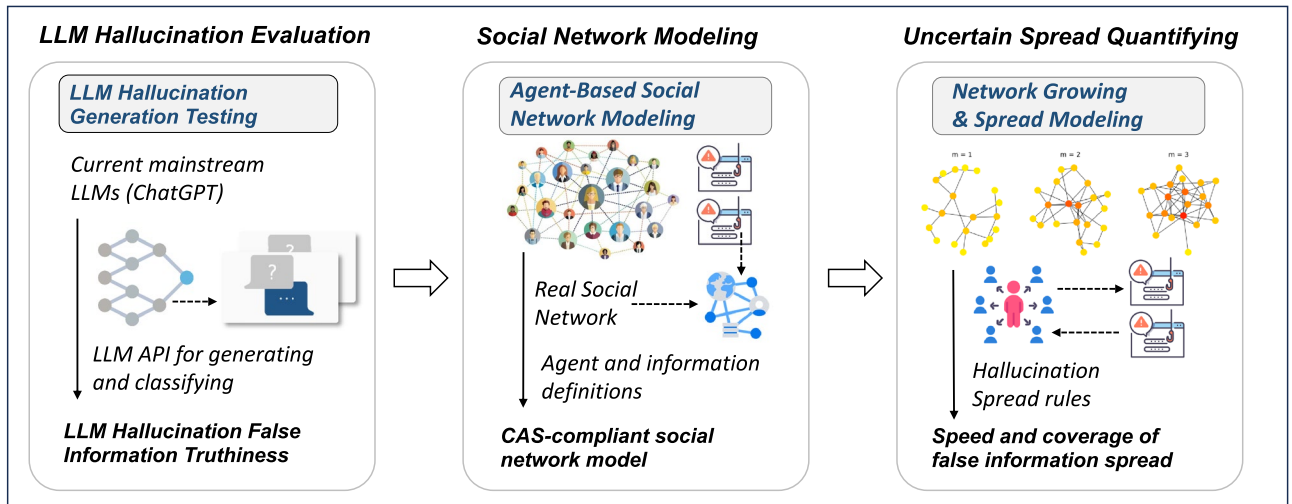 LLM Hallucination Evaluation
LLM Hallucination
Generation Testing
Current mainstream
LLMs (ChatGPT)
?
?
...
LLM API for generating
and classifying
LLM Hallucination False
Information Truthiness
Social Network Modeling
Agent-Based Social
Network Modeling
Real Social
Network
Agent and information
definitions
CAS-compliant social
network model
Uncertain Spread Quantifying
Network Growing
& Spread Modeling
m = 1
m = 2
m = 3
Hallucination
Spread rules
Speed and coverage of
false information spread